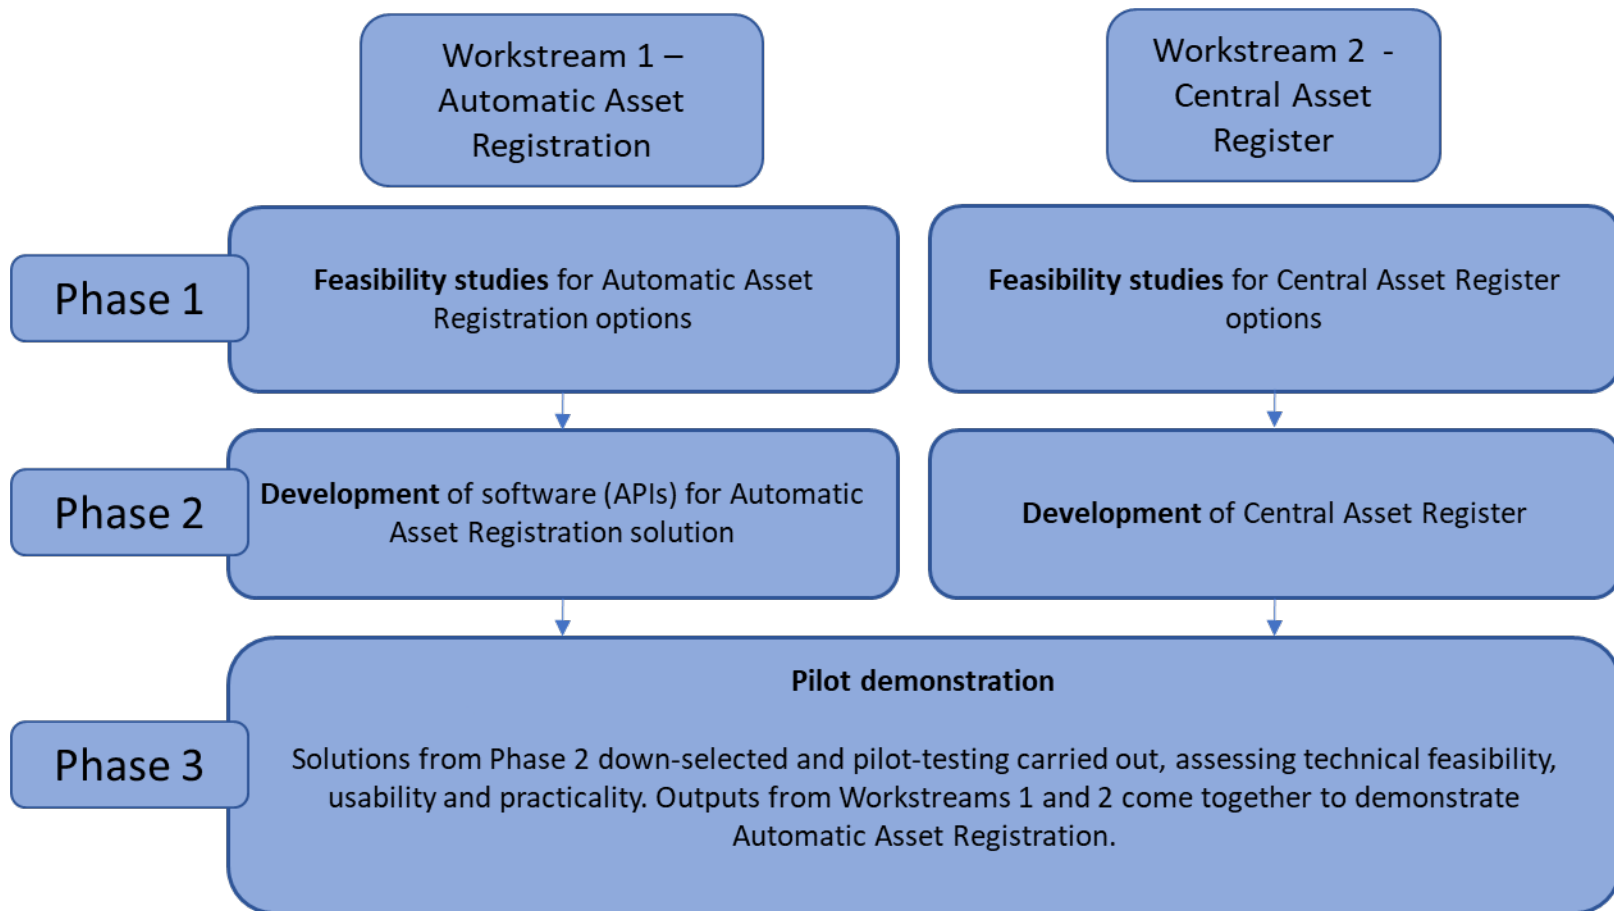 Workstream 1 –
Automatic Asset
Registration
Workstream 2 -
Central Asset
Register
Phase 1
Feasibility studies for Automatic Asset
Registration options
Feasibility studies for Central Asset Register
options
Phase 2
Development of software (APIs) for Automatic
Asset Registration solution
Development of Central Asset Register
Phase 3
Pilot demonstration
Solutions from Phase 2 down-selected and pilot-testing carried out, assessing technical feasibility,
usability and practicality. Outputs from Workstreams 1 and 2 come together to demonstrate
Automatic Asset Registration.